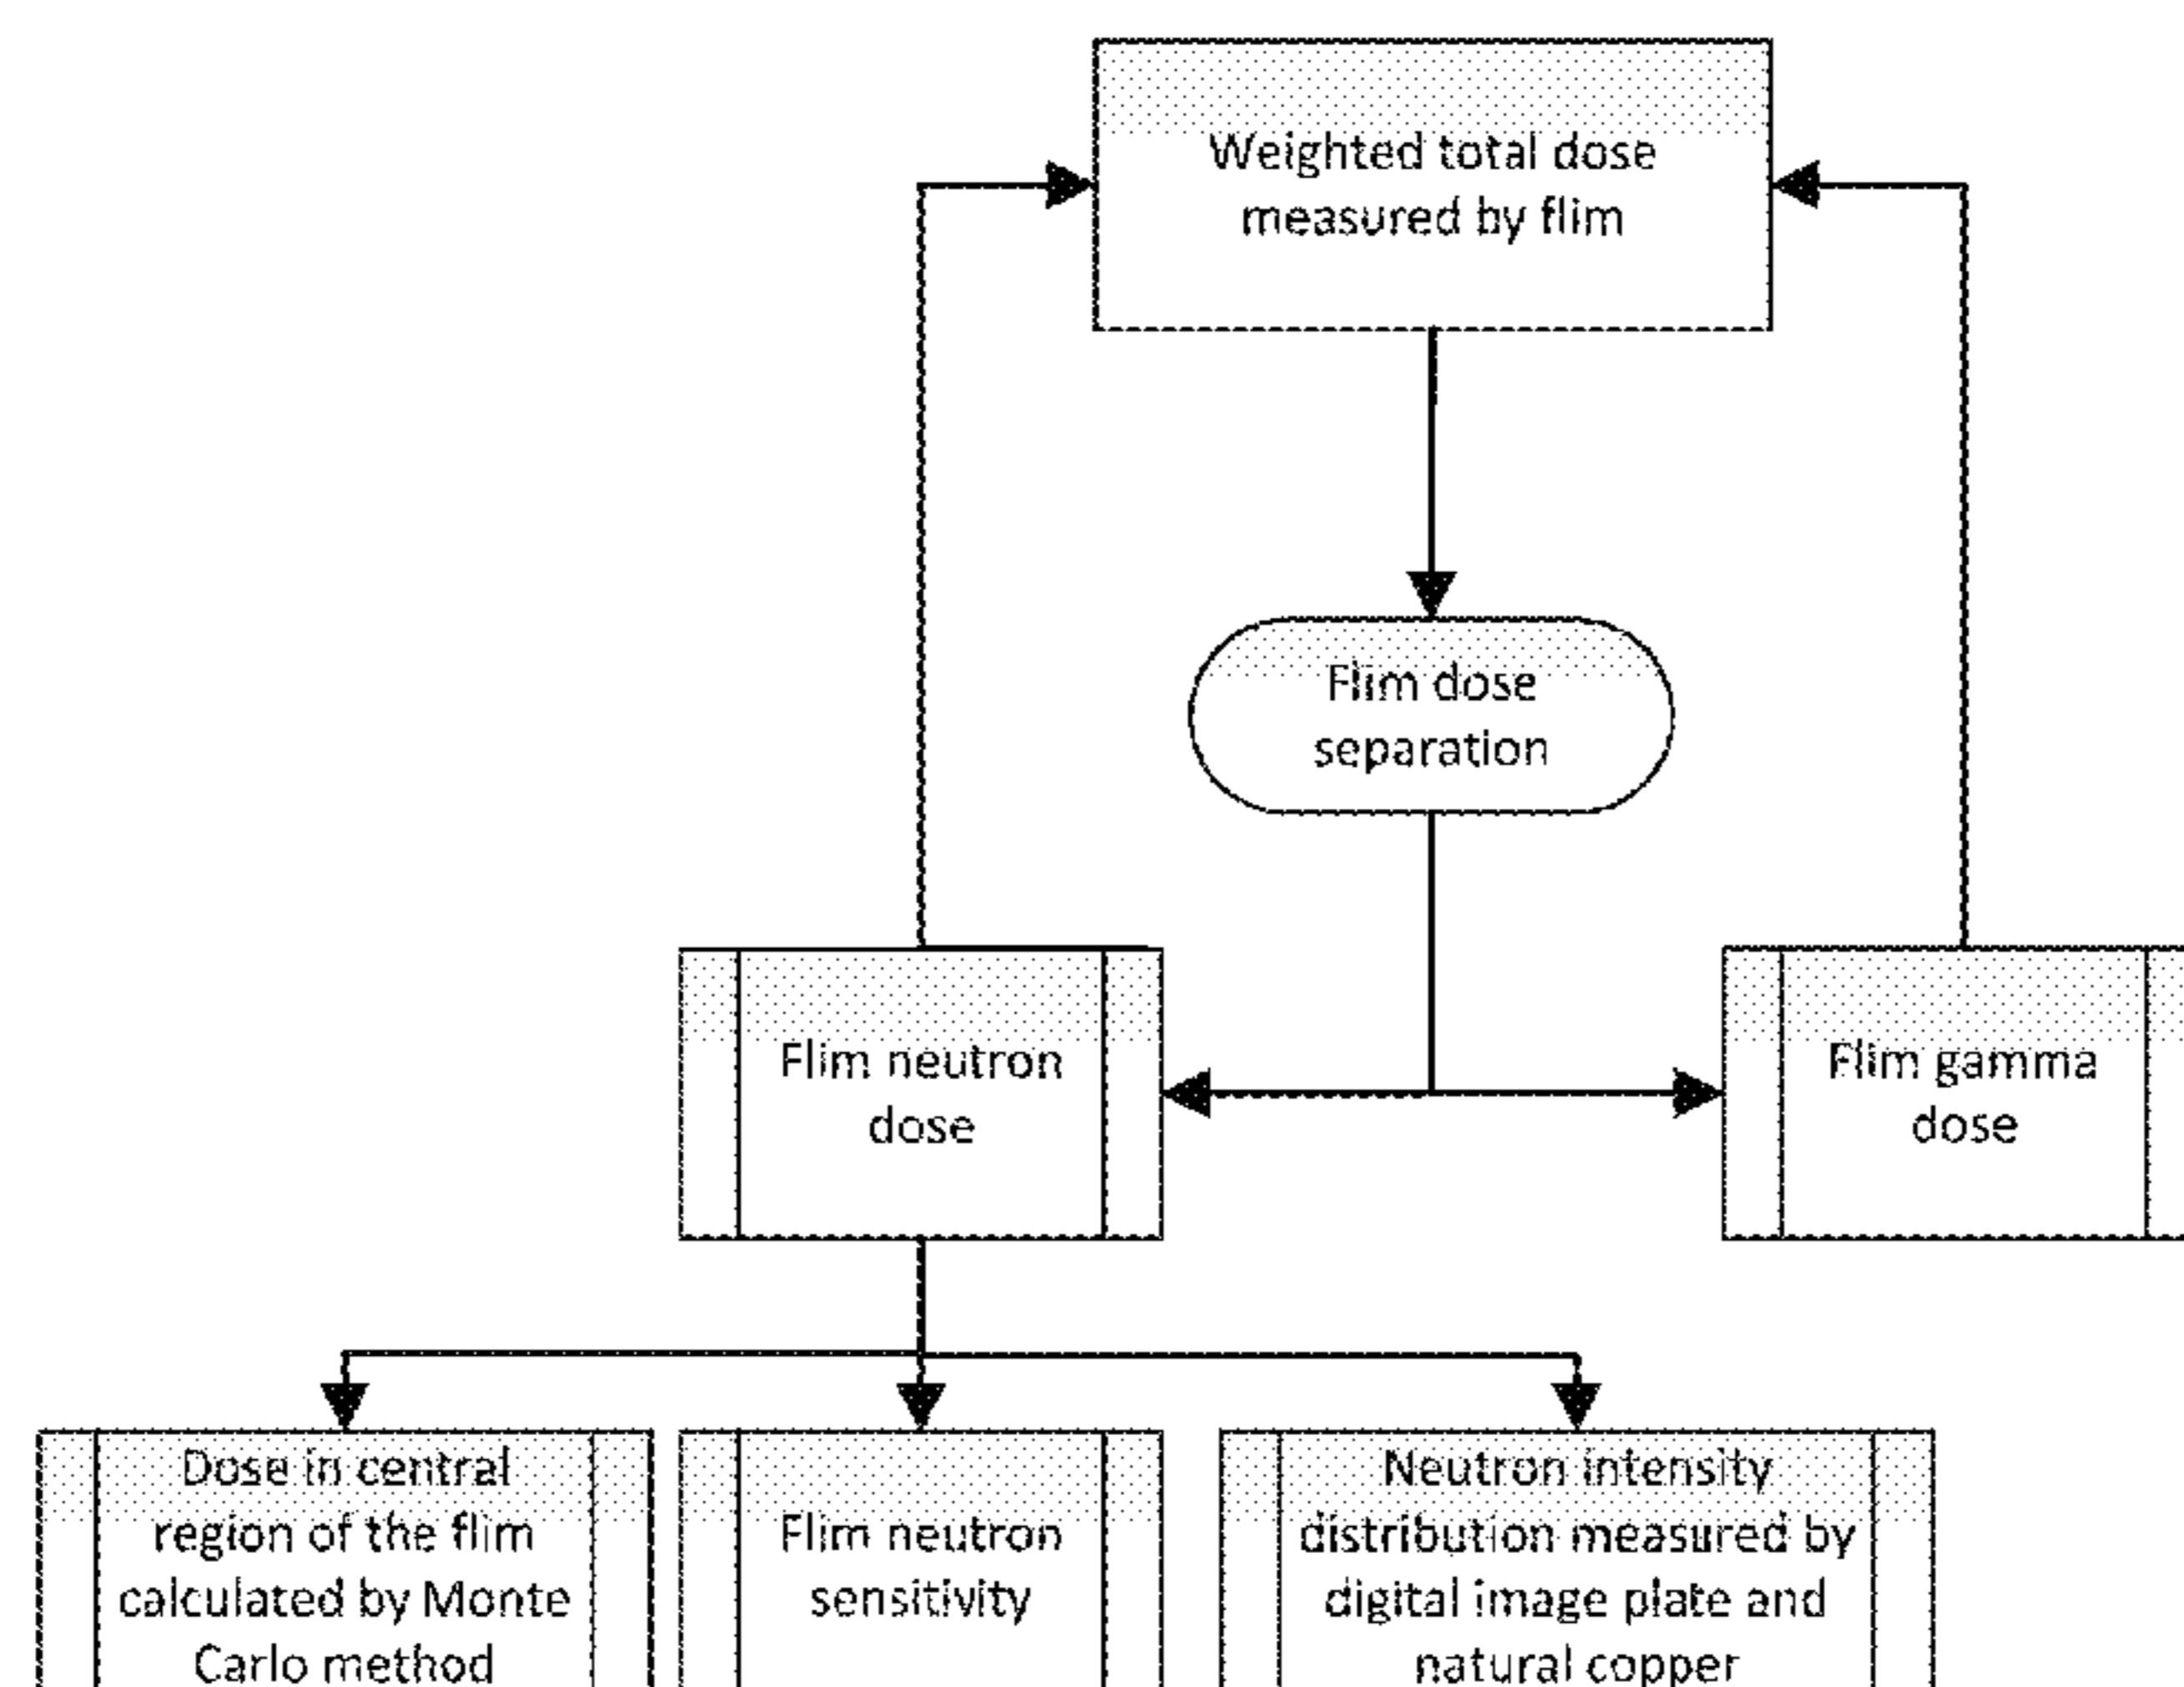 Weighted total dose
measured by flim
Flim dose
separation
Flim neutron
dose
Flim gamma
dose
Dose in central
region of the flim
calculated by Monte
Carlo method
Flim neutron
sensitivity
Neutron intensity
distribution measured by
digital image plate and
natural copper